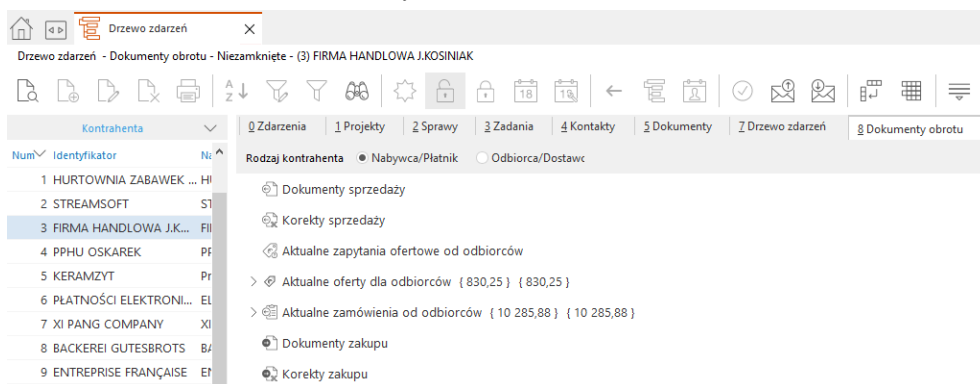 Drzewo zdarzeń
Drzewo zdarzeń - Dokumenty obrotu - Niezamknięte - (3) FIRMA HANDLOWA J.KOSINIAK
A Z 18 19
Kontrahenta
0 Zdarzenia 1 Projekty 2 Sprawy 3 Zadania 4 Kontakty 5 Dokumenty 7 Drzewo zdarzeń 8 Dokumenty obrotu
Num Identyfikator Na
Rodzaj kontrahenta Nabywca/Płatnik Odbiorca/Dostawc
1 HURTOWNIA ZABAWEK ... HU
2 STREAMSOFT ST
3 FIRMA HANDLOWA J.K... FII
4 PPHU OSKAREK PF
5 KERAMZYT Pr
6 PŁATNOŚCI ELEKTRONI... EL
7 XI PANG COMPANY XI
8 BACKEREI GUTESBROTS BA
9 ENTREPRISE FRANÇAISE EN
Dokumenty sprzedaży
Korekty sprzedaży
Aktualne zapytania ofertowe od odbiorców
Aktualne oferty dla odbiorców { 830,25 } { 830,25 }
Aktualne zamówienia od odbiorców { 10 285,88 } { 10 285,88 }
Dokumenty zakupu
Korekty zakupu